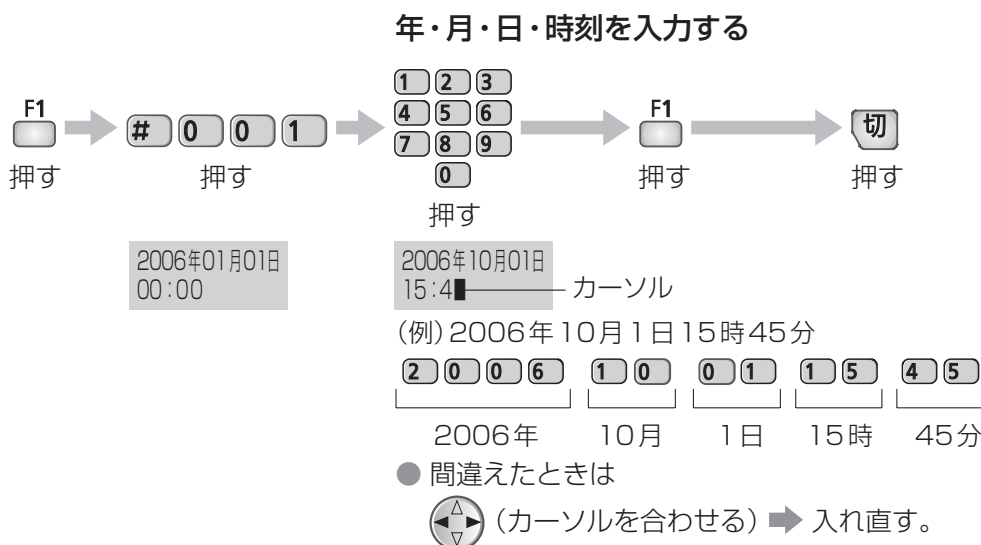 年・月・日・時刻を入力する
F1
押す
# 0 0 1
押す
1 2 3
4 5 6
7 8 9
0
押す
F1
押す
切
押す
2006年01月01日
00:00
2006年10月01日
15:4
カーソル
(例)2006年10月1日15時45分
2 0 0 6 1 0 0 1 1 5 4 5
2006年 10月 1日 15時 45分
● 間違えたときは
(カーソルを合わせる)➡入れ直す。